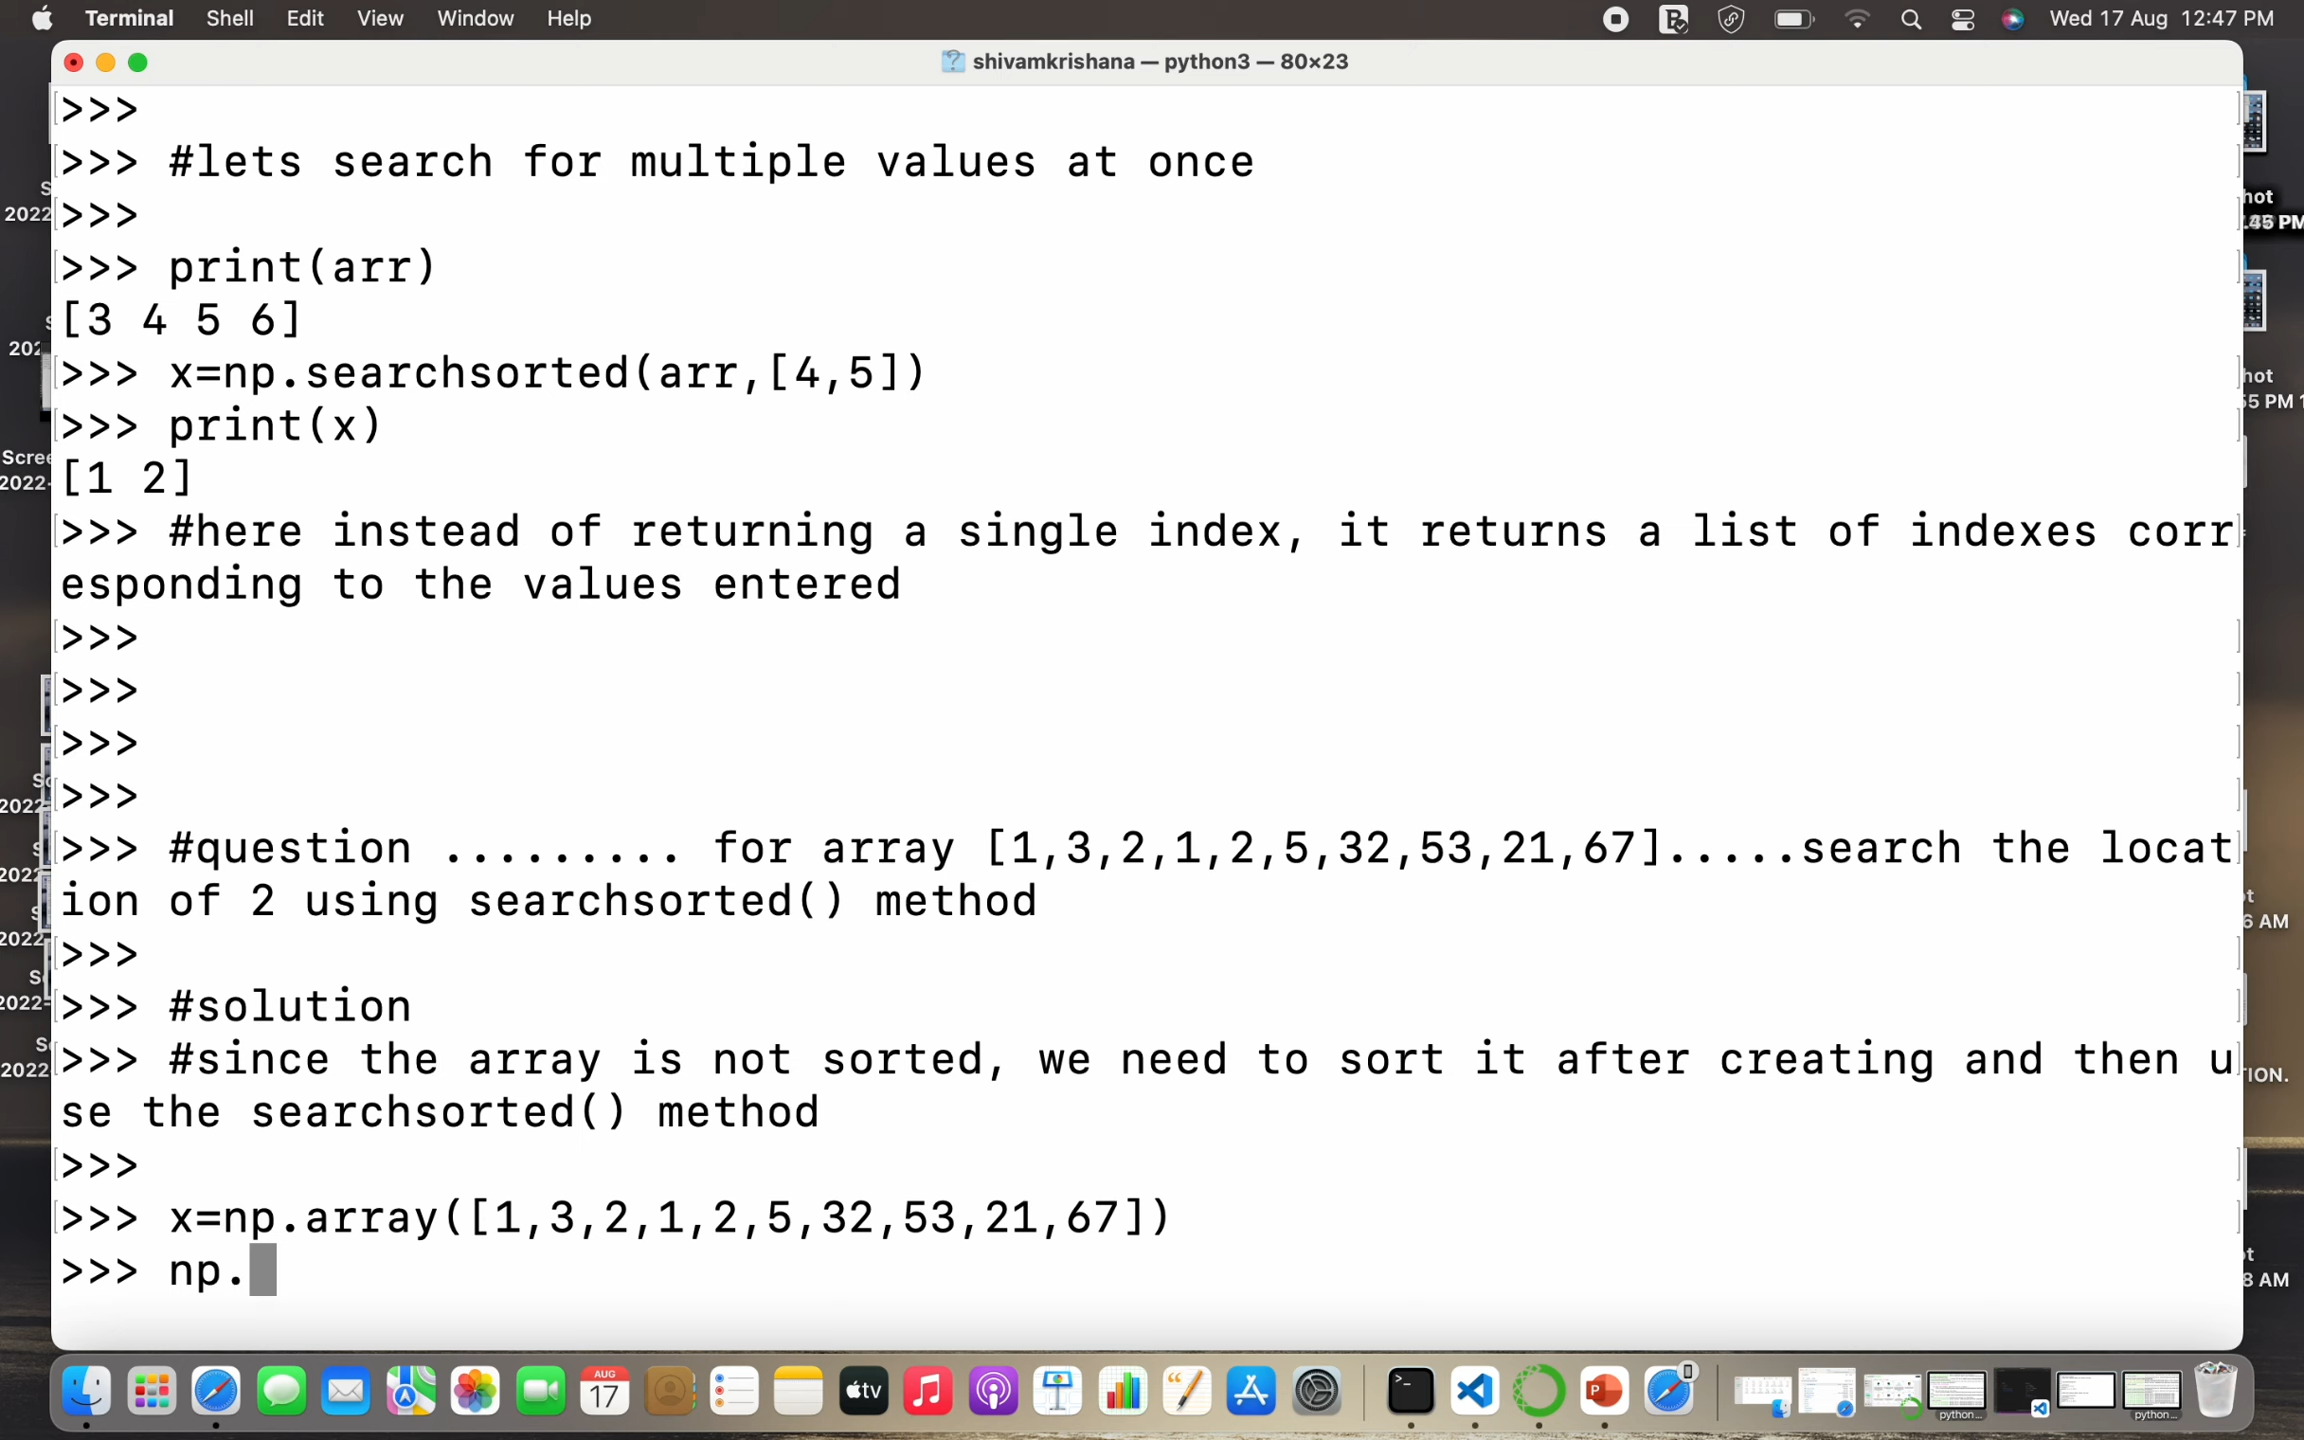 Terminal Shell Edit View Window Help Wed 17 Aug 12:47 PM
shivamkrishana — python3 — 80×23
>>>
>>> #lets search for multiple values at once
>>>
>>> print(arr)
[3 4 5 6]
>>> x=np.searchsorted(arr,[4,5])
>>> print(x)
[1 2]
>>> #here instead of returning a single index, it returns a list of indexes corr
esponding to the values entered
>>>
>>>
>>>
>>>
>>> #question ......... for array [1,3,2,1,2,5,32,53,21,67].....search the locat
ion of 2 using searchsorted() method
>>>
>>> #solution
>>> #since the array is not sorted, we need to sort it after creating and then u
se the searchsorted() method
>>>
>>> x=np.array([1,3,2,1,2,5,32,53,21,67])
>>> np.
AUG
17
tv
python...
python...